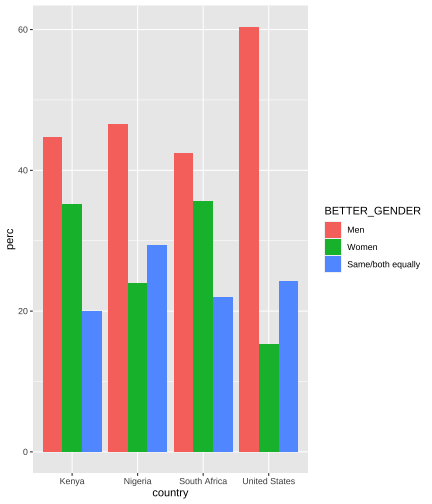 60
40
20
0
perc
Kenya Nigeria South Africa United States
country
BETTER_GENDER
Men
Women
Same/both equally